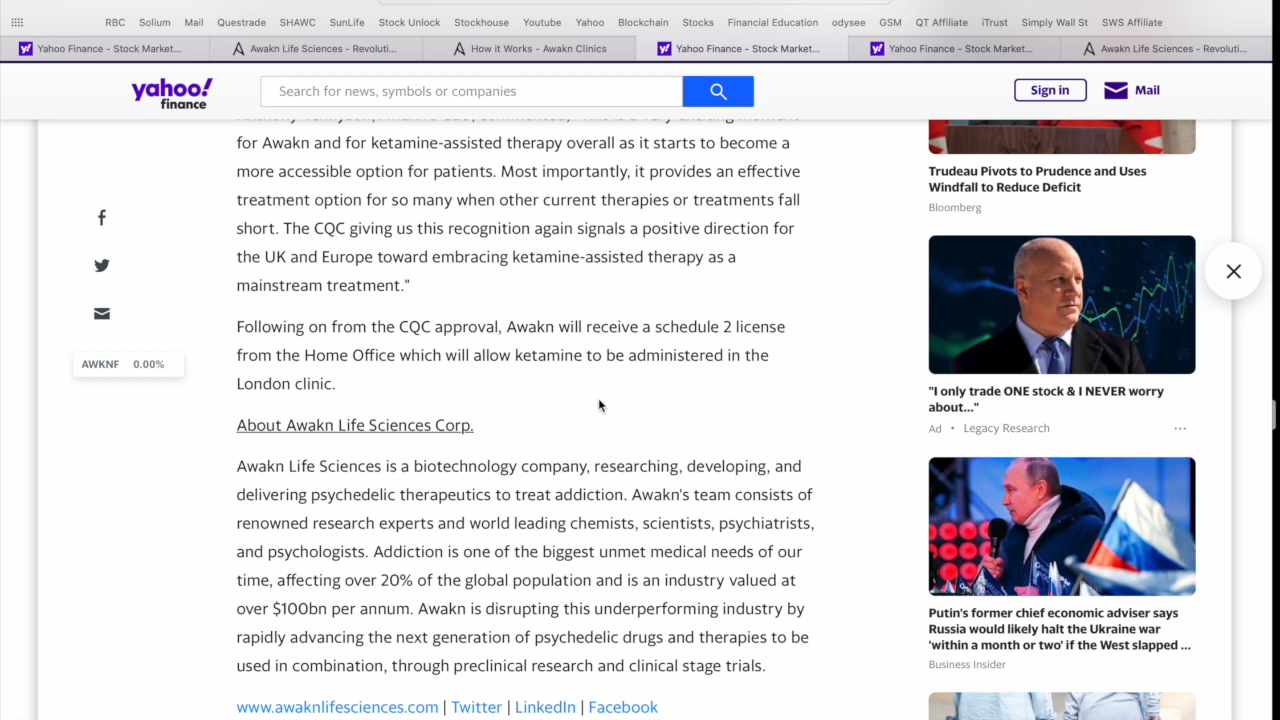 RBC Solium Mail Questrade SHAWC SunLife Stock Unlock Stockhouse Youtube Yahoo Blockchain Stocks Financial Education odysee GSM QT Affiliate iTrust Simply Wall St SWS Affiliate
Yahoo Finance - Stock Market... Awakn Life Sciences - Revoluti... How it Works - Awakn Clinics Yahoo Finance - Stock Market... Yahoo Finance - Stock Market... Awakn Life Sciences - Revoluti...
yahoo!
finance
Search for news, symbols or companies
Sign in
Mail
for Awakn and for ketamine-assisted therapy overall as it starts to become a
more accessible option for patients. Most importantly, it provides an effective
treatment option for so many when other current therapies or treatments fall
short. The CQC giving us this recognition again signals a positive direction for
the UK and Europe toward embracing ketamine-assisted therapy as a
mainstream treatment."
Following on from the CQC approval, Awakn will receive a schedule 2 license
from the Home Office which will allow ketamine to be administered in the
London clinic.
About Awakn Life Sciences Corp.
Awakn Life Sciences is a biotechnology company, researching, developing, and
delivering psychedelic therapeutics to treat addiction. Awakn's team consists of
renowned research experts and world leading chemists, scientists, psychiatrists,
and psychologists. Addiction is one of the biggest unmet medical needs of our
time, affecting over 20% of the global population and is an industry valued at
over $100bn per annum. Awakn is disrupting this underperforming industry by
rapidly advancing the next generation of psychedelic drugs and therapies to be
used in combination, through preclinical research and clinical stage trials.
www.awaknlifesciences.com | Twitter | LinkedIn | Facebook
AWKNF 0.00%
Trudeau Pivots to Prudence and Uses
Windfall to Reduce Deficit
Bloomberg
"I only trade ONE stock & I NEVER worry
about..."
Ad • Legacy Research ...
Putin's former chief economic adviser says
Russia would likely halt the Ukraine war
'within a month or two' if the West slapped ...
Business Insider